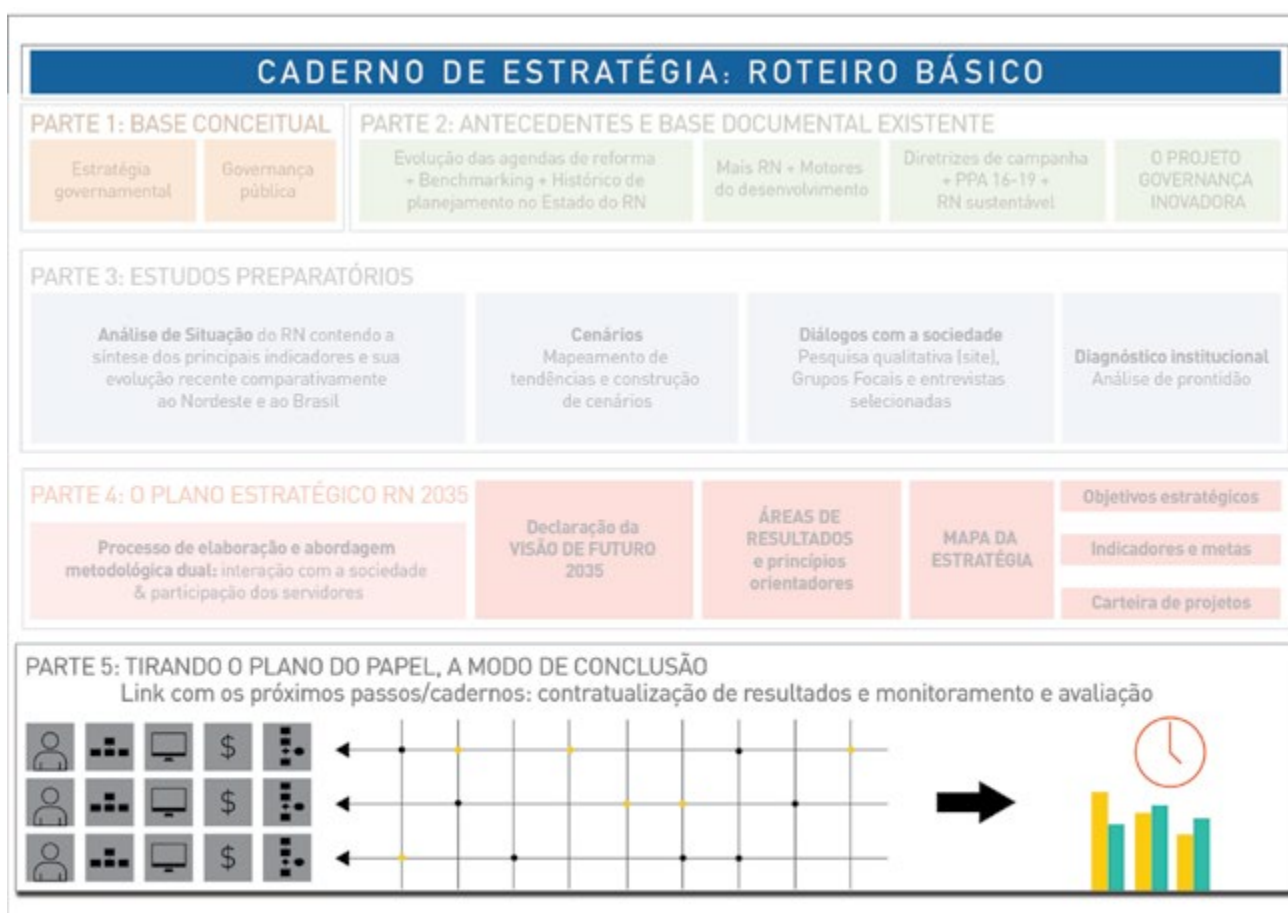 CADERNO DE ESTRATÉGIA: ROTEIRO BÁSICO
PARTE 1: BASE CONCEITUAL
Estratégia
governamental
Governança
pública
PARTE 2: ANTECEDENTES E BASE DOCUMENTAL EXISTENTE
Evolução das agendas de reforma
+ Benchmarking + Histórico de
planejamento no Estado do RN
Mais RN + Motores
do desenvolvimento
Diretrizes de campanha
+ PPA 16-19 +
RN sustentável
O PROJETO
GOVERNANÇA
INOVADORA
PARTE 3: ESTUDOS PREPARATÓRIOS
Análise de Situação do RN contendo a
síntese dos principais indicadores e sua
evolução recente comparativamente
ao Nordeste e ao Brasil
Cenários
Mapeamento de
tendências e construção
de cenários
Diálogos com a sociedade
Pesquisa qualitativa (site),
Grupos Focais e entrevistas
selecionadas
Diagnóstico institucional
Análise de prontidão
PARTE 4: O PLANO ESTRATÉGICO RN 2035
Processo de elaboração e abordagem
metodológica dual: interação com a sociedade
& participação dos servidores
Declaração da
VISÃO DE FUTURO
2035
ÁREAS DE
RESULTADOS
e princípios
orientadores
MAPA DA
ESTRATÉGIA
Objetivos estratégicos
Indicadores e metas
Carteira de projetos
PARTE 5: TIRANDO O PLANO DO PAPEL, A MODO DE CONCLUSÃO
Link com os próximos passos/cadernos: contratualização de resultados e monitoramento e avaliação
$
$
$